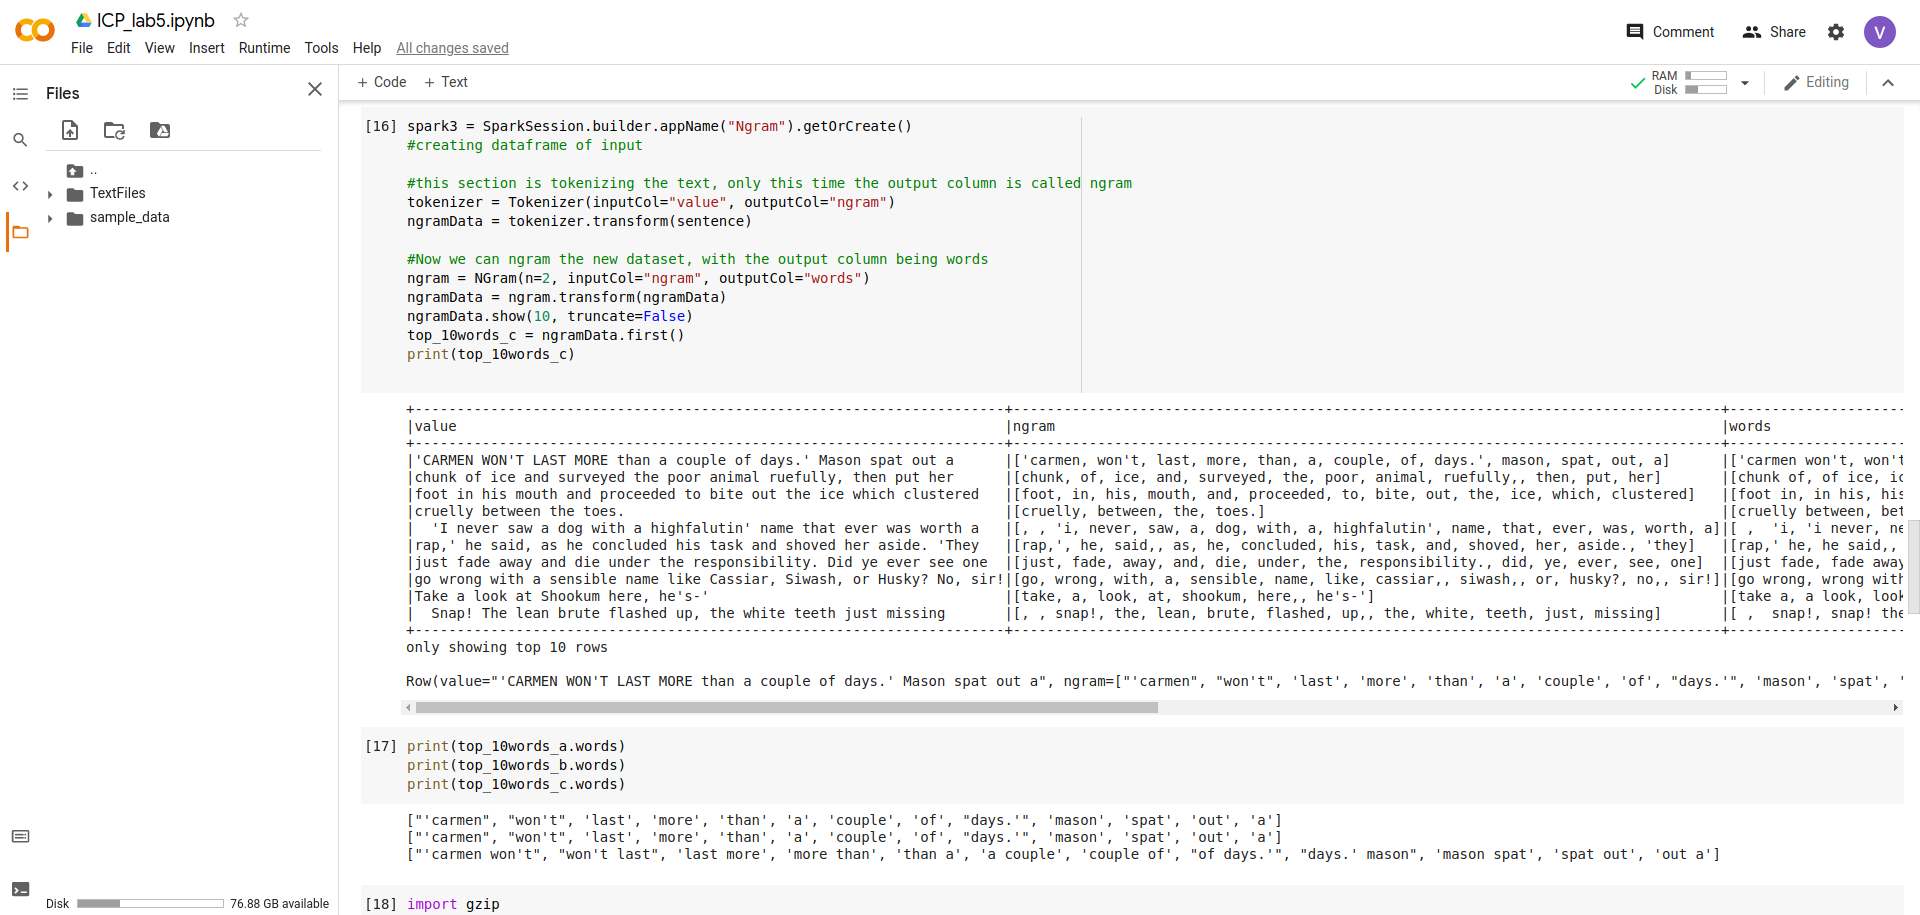 ICP_lab5.ipynb
File Edit View Insert Runtime Tools Help All changes saved
Comment Share V
Files
+ Code + Text
RAM
Disk
Editing
..
TextFiles
sample_data
[16] spark3 = SparkSession.builder.appName("Ngram").getOrCreate()
#creating dataframe of input
#this section is tokenizing the text, only this time the output column is called ngram
tokenizer = Tokenizer(inputCol="value", outputCol="ngram")
ngramData = tokenizer.transform(sentence)
#Now we can ngram the new dataset, with the output column being words
ngram = NGram(n=2, inputCol="ngram", outputCol="words")
ngramData = ngram.transform(ngramData)
ngramData.show(10, truncate=False)
top_10words_c = ngramData.first()
print(top_10words_c)
|value |ngram |words
|'CARMEN WON'T LAST MORE than a couple of days.' Mason spat out a |['carmen, won't, last, more, than, a, couple, of, days.', mason, spat, out, a] |['carmen won't, won't
|chunk of ice and surveyed the poor animal ruefully, then put her |[chunk, of, ice, and, surveyed, the, poor, animal, ruefully,, then, put, her] |[chunk of, of ice, ic
|foot in his mouth and proceeded to bite out the ice which clustered |[foot, in, his, mouth, and, proceeded, to, bite, out, the, ice, which, clustered] |[foot in, in his, his
|cruelly between the toes. |[cruelly, between, the, toes.] |[cruelly between, bet
| 'I never saw a dog with a highfalutin' name that ever was worth a |[, , 'i, never, saw, a, dog, with, a, highfalutin', name, that, ever, was, worth, a]|[ , 'i, 'i never, ne
|rap,' he said, as he concluded his task and shoved her aside. 'They |[rap,', he, said,, as, he, concluded, his, task, and, shoved, her, aside., 'they] |[rap,' he, he said,,
|just fade away and die under the responsibility. Did ye ever see one |[just, fade, away, and, die, under, the, responsibility., did, ye, ever, see, one] |[just fade, fade away
|go wrong with a sensible name like Cassiar, Siwash, or Husky? No, sir!|[go, wrong, with, a, sensible, name, like, cassiar,, siwash,, or, husky?, no,, sir!]|[go wrong, wrong with
|Take a look at Shookum here, he's-' |[take, a, look, at, shookum, here,, he's-'] |[take a, a look, look
| Snap! The lean brute flashed up, the white teeth just missing |[, , snap!, the, lean, brute, flashed, up,, the, white, teeth, just, missing] |[ , snap!, snap! the
only showing top 10 rows
Row(value="'CARMEN WON'T LAST MORE than a couple of days.' Mason spat out a", ngram=["'carmen", "won't", 'last', 'more', 'than', 'a', 'couple', 'of', "days.'", 'mason', 'spat', '
[17] print(top_10words_a.words)
print(top_10words_b.words)
print(top_10words_c.words)
["'carmen", "won't", 'last', 'more', 'than', 'a', 'couple', 'of', "days.'", 'mason', 'spat', 'out', 'a']
["'carmen", "won't", 'last', 'more', 'than', 'a', 'couple', 'of', "days.'", 'mason', 'spat', 'out', 'a']
["'carmen won't", "won't last", 'last more', 'more than', 'than a', 'a couple', 'couple of', "of days.'", "days.' mason", 'mason spat', 'spat out', 'out a']
[18] import gzip
Disk 76.88 GB available